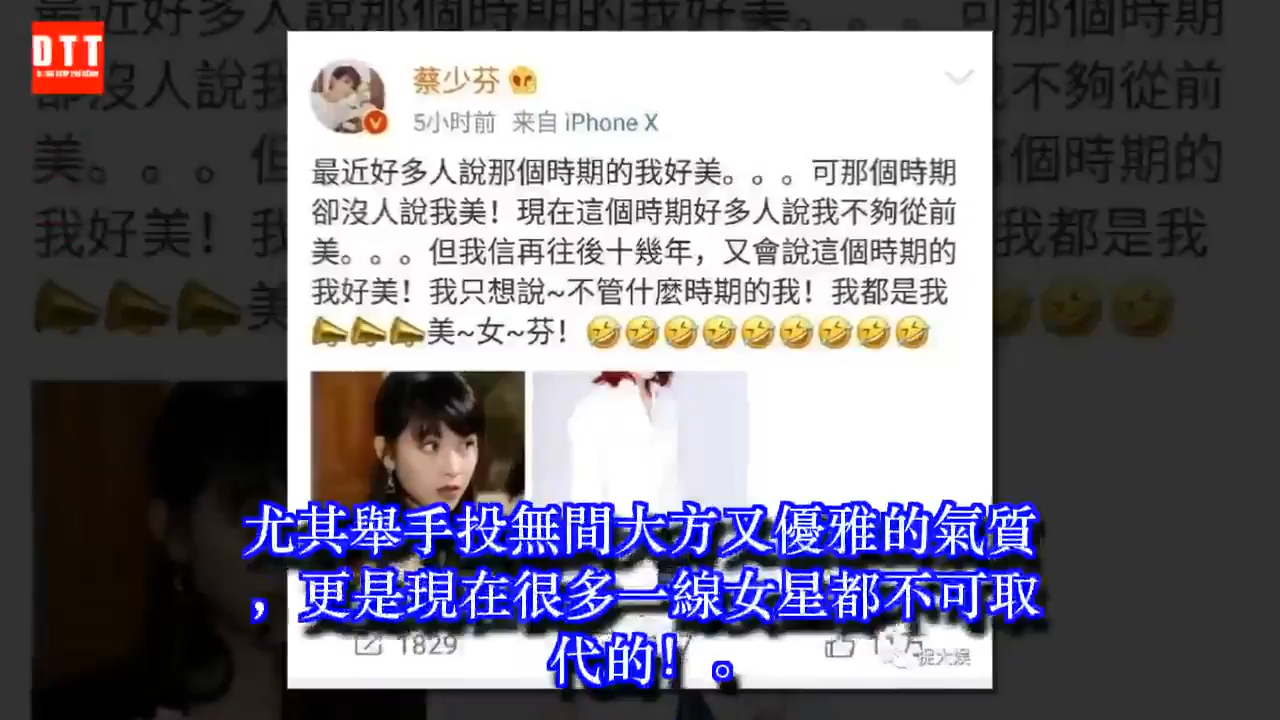 DTT
蔡少芬
5小时前 来自 iPhone X
最近好多人說那個時期的我好美。。。可那個時期
卻沒人說我美！現在這個時期好多人說我不夠從前
美。。。但我信再往後十幾年，又會說這個時期的
我好美！我只想說~不管什麼時期的我！我都是我
美~女~芬！
尤其舉手投無間大方又優雅的氣質
，更是現在很多一線女星都不可取
代的！。
1829